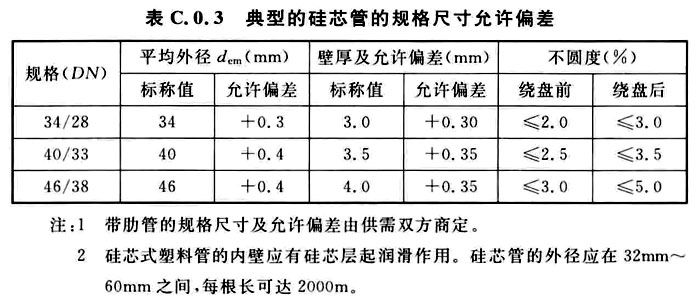 表 C.0.3 典型的硅芯管的规格尺寸允许偏差
规格(DN) 平均外径 dem(mm) 壁厚及允许偏差(mm) 不圆度(%)
标称值 允许偏差 标称值 允许偏差 绕盘前 绕盘后
34/28 34 +0.3 3.0 +0.30 ≤2.0 ≤3.0
40/33 40 +0.4 3.5 +0.35 ≤2.5 ≤3.5
46/38 46 +0.4 4.0 +0.35 ≤3.0 ≤5.0
注:1 带肋管的规格尺寸及允许偏差由供需双方商定。
2 硅芯式塑料管的内壁应有硅芯层起润滑作用。硅芯管的外径应在 32mm~
60mm 之间,每根长可达 2000m。